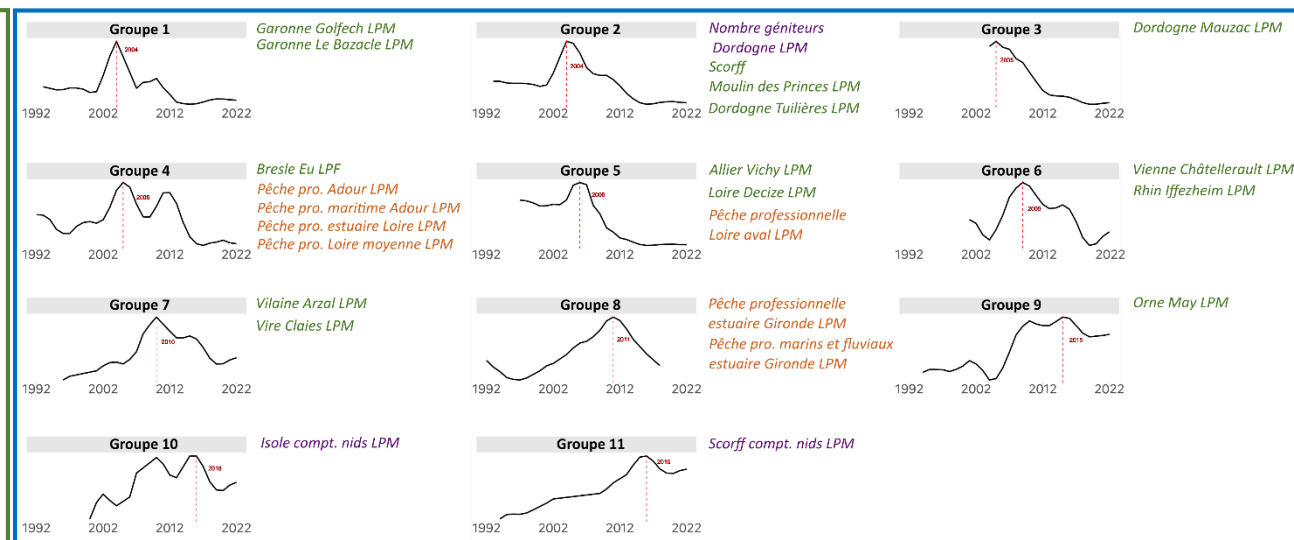 Groupe 1
2004
1992 2002 2012 2022
Garonne Golfech LPM
Garonne Le Bazacle LPM
Groupe 2
2004
1992 2002 2012 2022
Nombre géniteurs
Dordogne LPM
Scorff
Moulin des Princes LPM
Dordogne Tuilières LPM
Groupe 3
2005
1992 2002 2012 2022
Dordogne Mauzac LPM
Groupe 4
2005
1992 2002 2012 2022
Bresle Eu LPF
Pêche pro. Adour LPM
Pêche pro. maritime Adour LPM
Pêche pro. estuaire Loire LPM
Pêche pro. Loire moyenne LPM
Groupe 5
1992 2002 2012 2022
Allier Vichy LPM
Loire Decize LPM
Pêche professionnelle
Loire aval LPM
Groupe 6
1992 2002 2012 2022
Vienne Châtellerault LPM
Rhin Iffezheim LPM
Groupe 7
2010
1992 2002 2012 2022
Vilaine Arzal LPM
Vire Claies LPM
Groupe 8
2011
1992 2002 2012 2022
Pêche professionnelle
estuaire Gironde LPM
Pêche pro. marins et fluviaux
estuaire Gironde LPM
Groupe 9
2015
1992 2002 2012 2022
Orne May LPM
Groupe 10
1992 2002 2012 2022
Isole compt. nids LPM
Groupe 11
1992 2002 2012 2022
Scorff compt. nids LPM